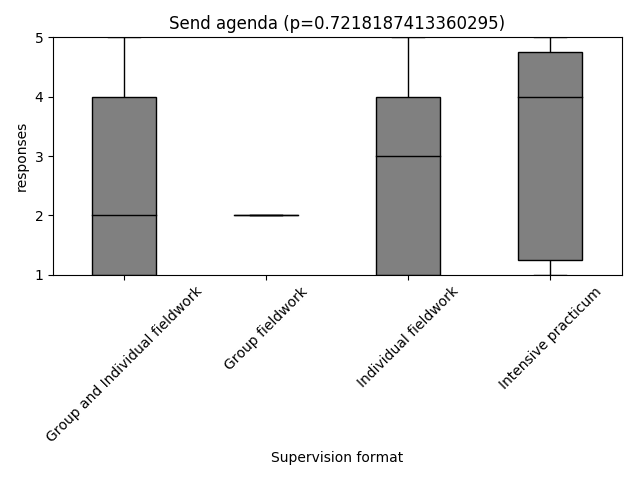 Send agenda (p=0.7218187413360295)
responses
5
4
3
2
1
Group and Individual fieldwork
Group fieldwork
Individual fieldwork
Intensive practicum
Supervision format